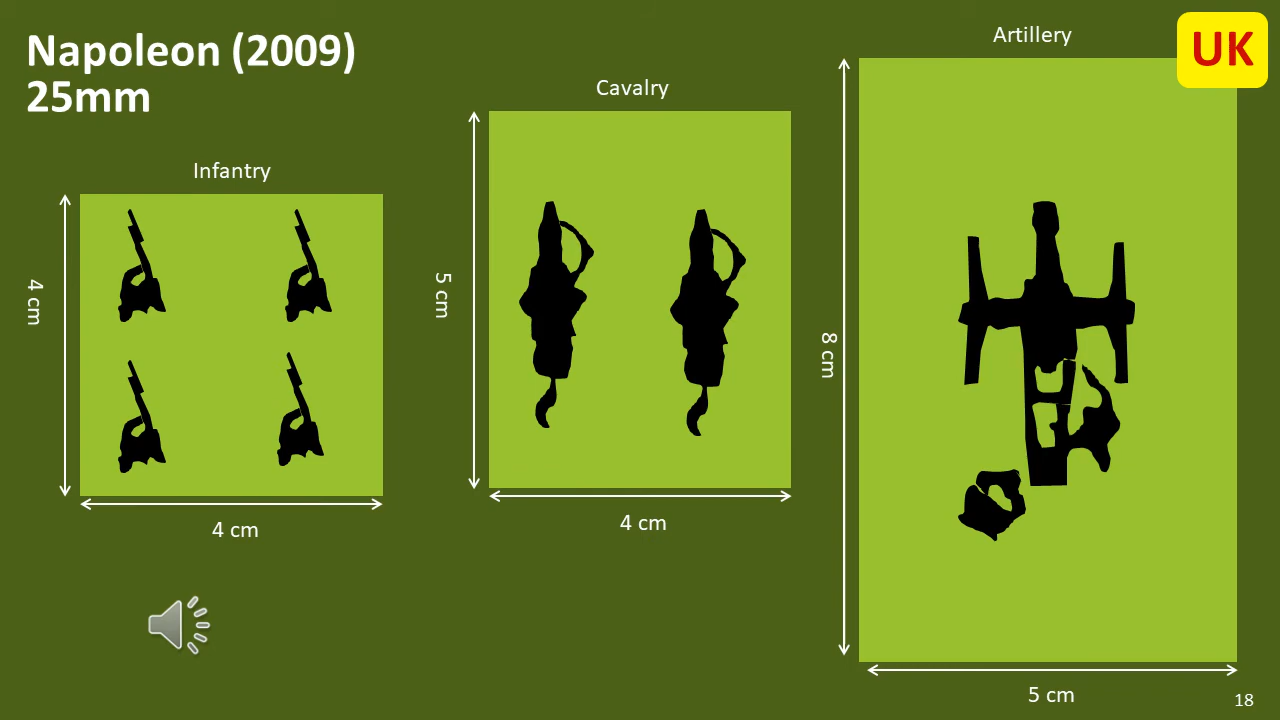 Napoleon (2009)
25mm
Infantry
4 cm
4 cm
Cavalry
5 cm
4 cm
Artillery
8 cm
5 cm
UK
18